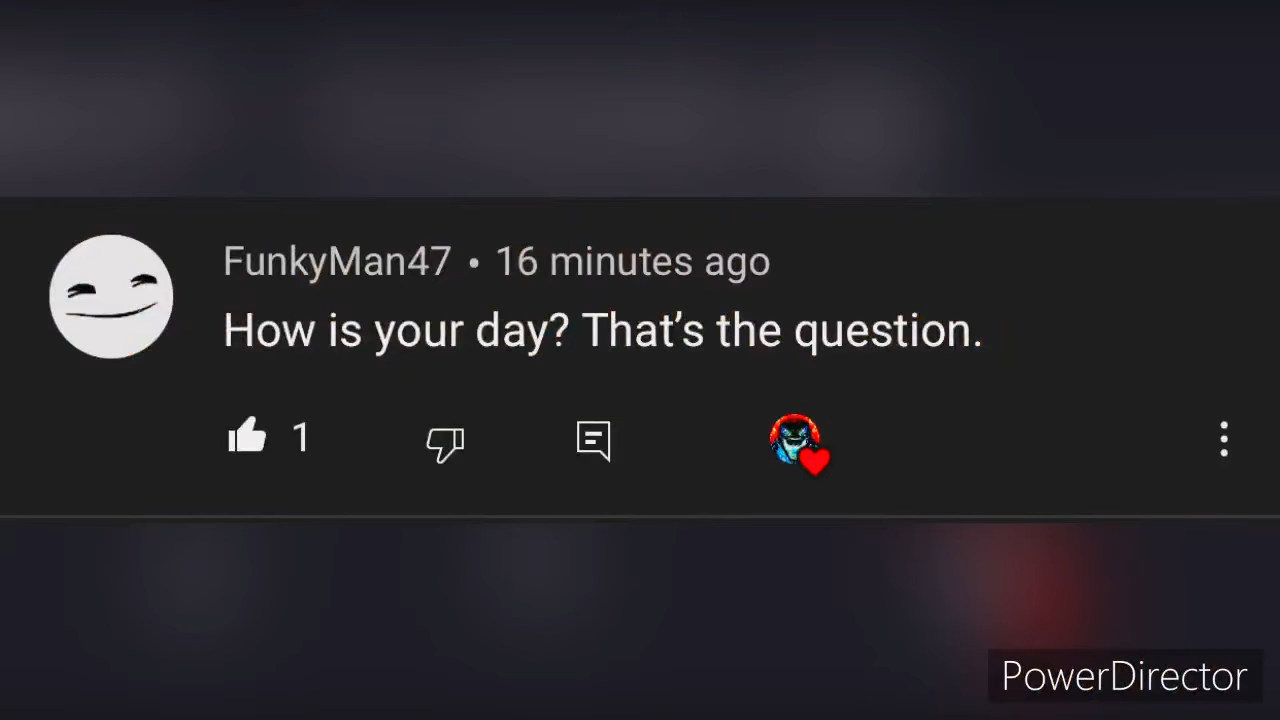 FunkyMan47 • 16 minutes ago
How is your day? That’s the question.
1
PowerDirector